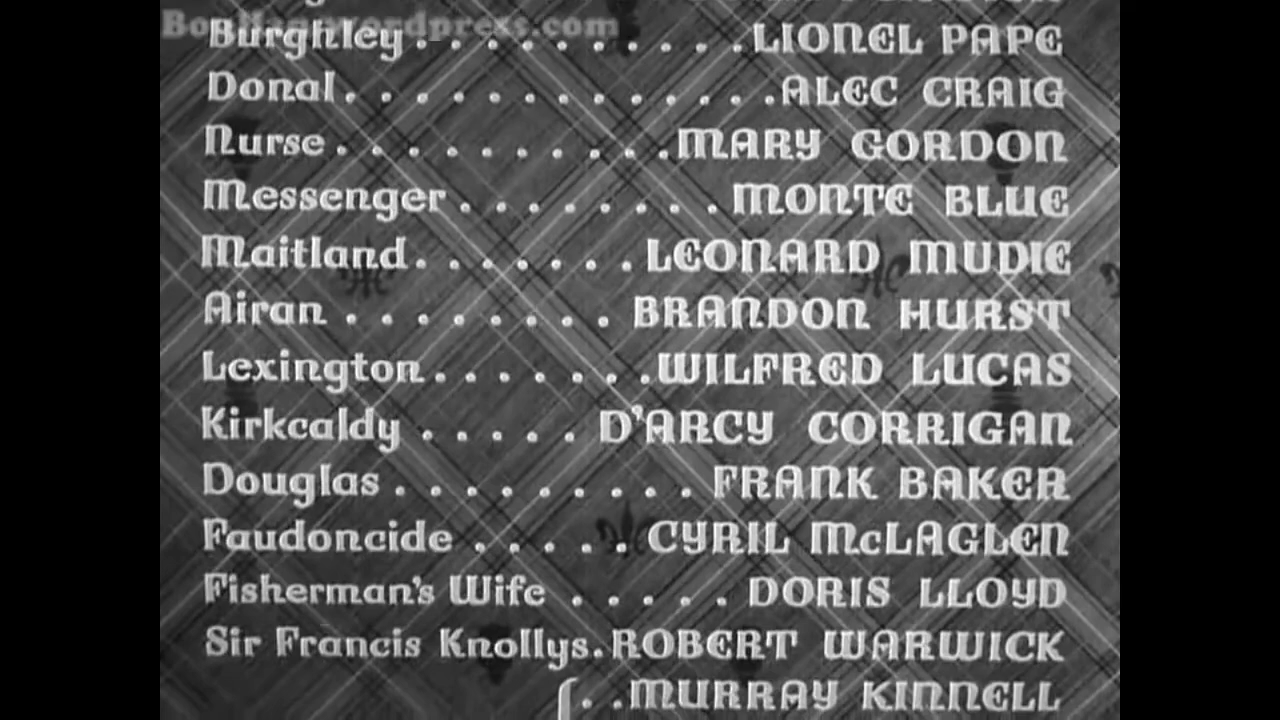 Burghley . . . . . . . . . . LIONEL PAPE
Donal . . . . . . . . . . . . ALEC CRAIG
Nurse . . . . . . . . . . MARY GORDON
Messenger . . . . . . . . MONTE BLUE
Maitland . . . . . . . LEONARD MUDIE
Airan . . . . . . . . BRANDON HURST
Lexington . . . . . . . WILFRED LUCAS
Kirkcaldy . . . . . D'ARCY CORRIGAN
Douglas . . . . . . . . . FRANK BAKER
Faudoncide . . . . . CYRIL McLAGLEN
Fisherman's Wife . . . . . DORIS LLOYD
Sir Francis Knollys . ROBERT WARWICK
. . MURRAY KINNELL